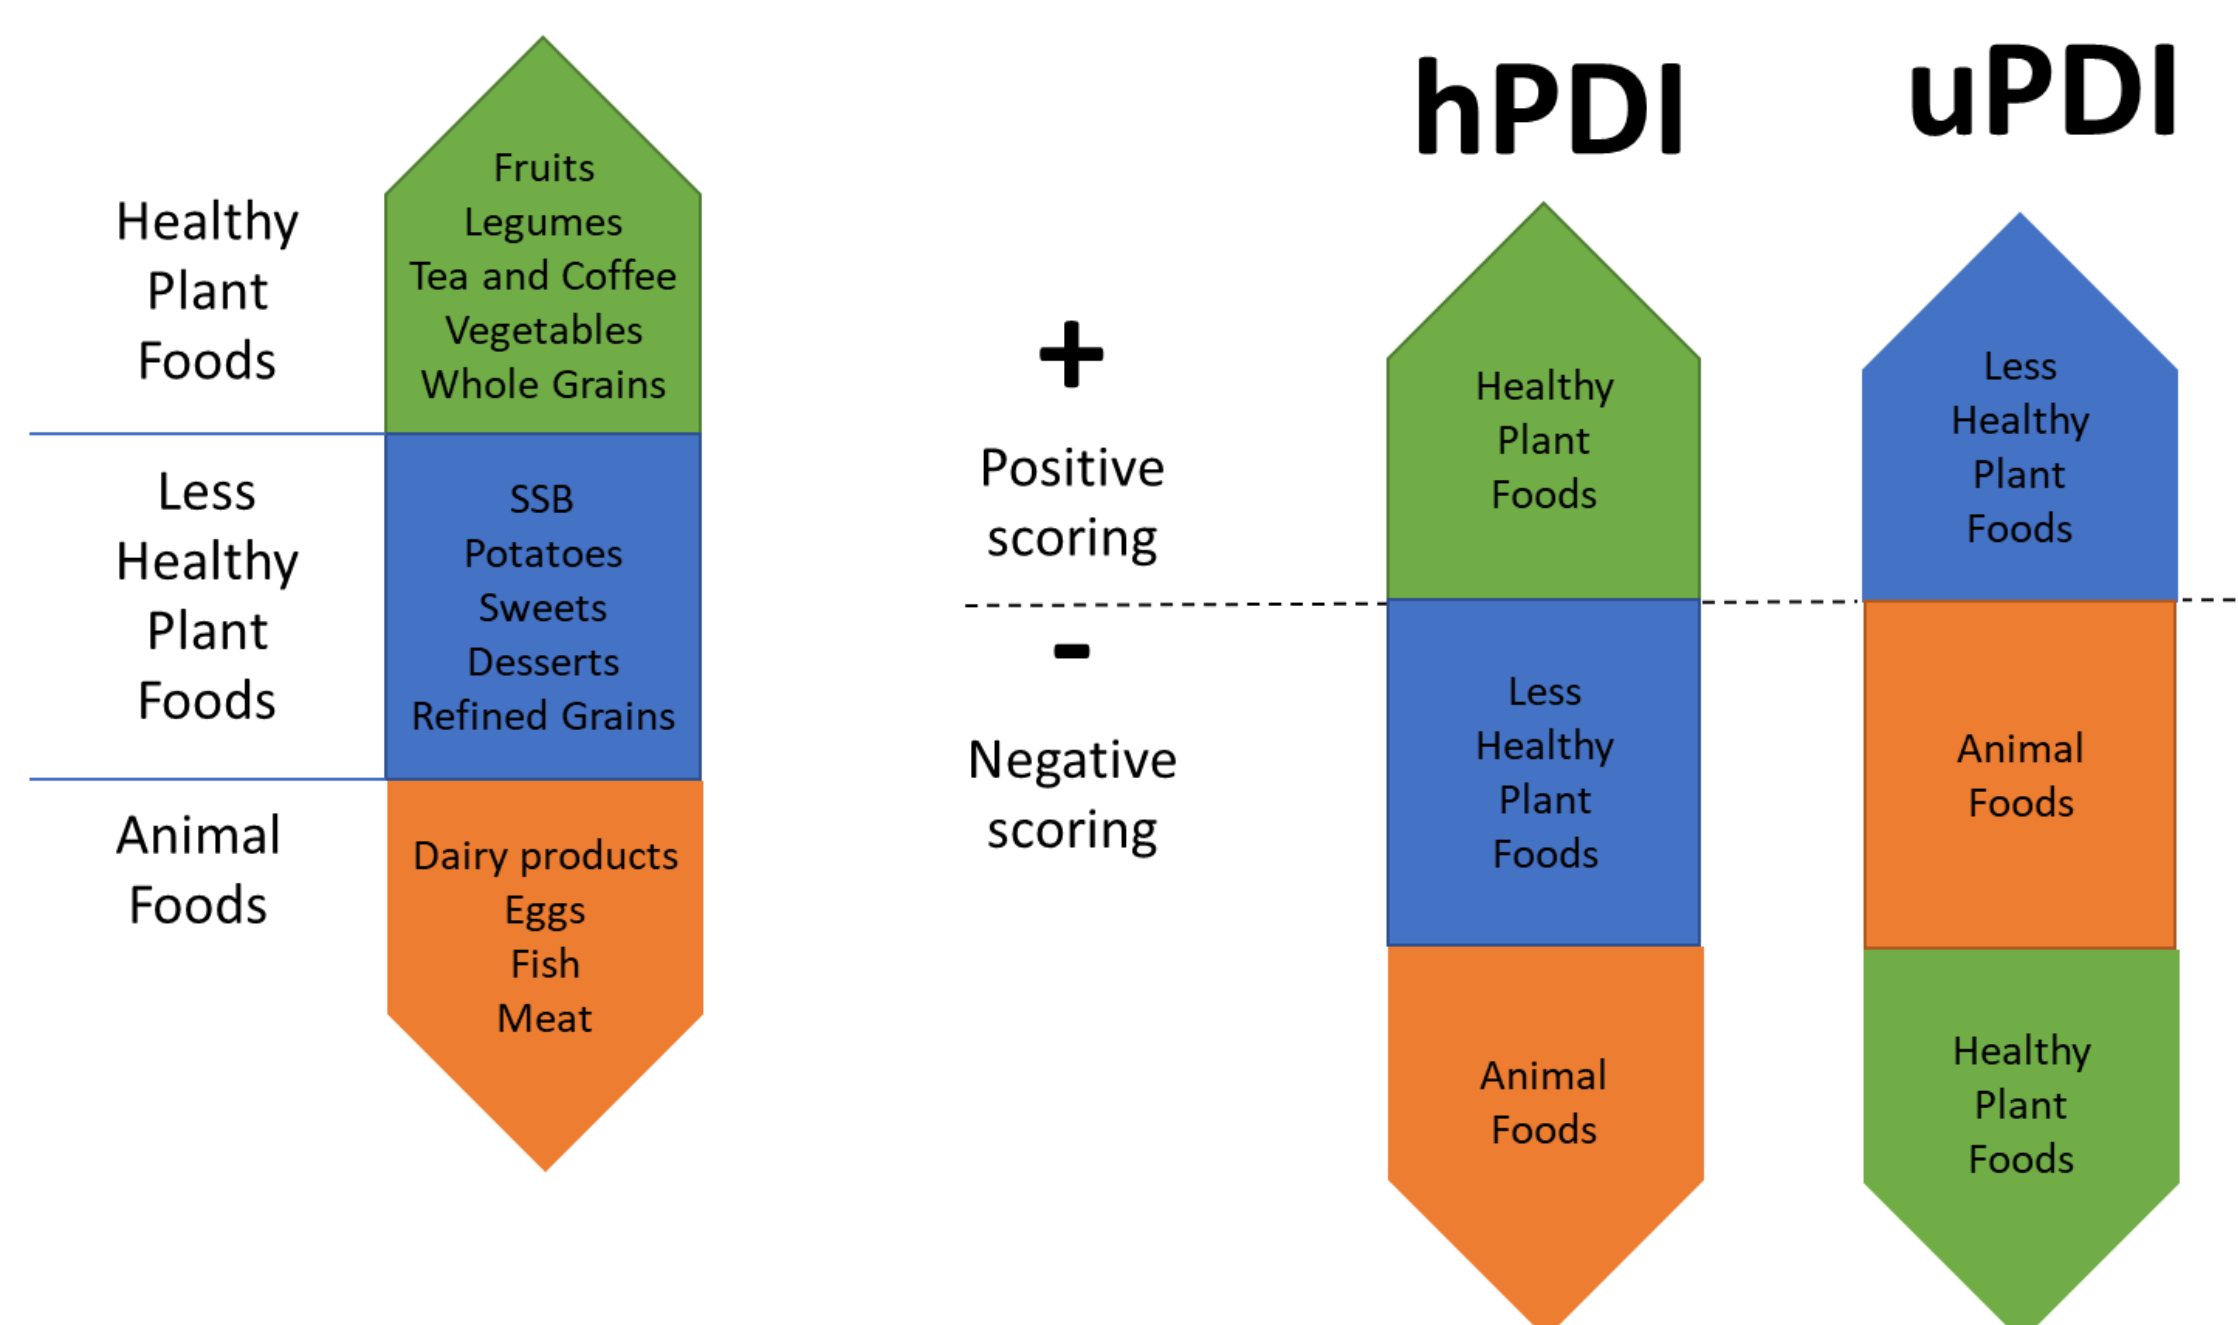 Healthy
Plant
Foods
Fruits
Legumes
Tea and Coffee
Vegetables
Whole Grains
Less
Healthy
Plant
Foods
SSB
Potatoes
Sweets
Desserts
Refined Grains
Animal
Foods
Dairy products
Eggs
Fish
Meat
+
Positive
scoring
-
Negative
scoring
hPDI
Healthy
Plant
Foods
Less
Healthy
Plant
Foods
Animal
Foods
uPDI
Less
Healthy
Plant
Foods
Animal
Foods
Healthy
Plant
Foods